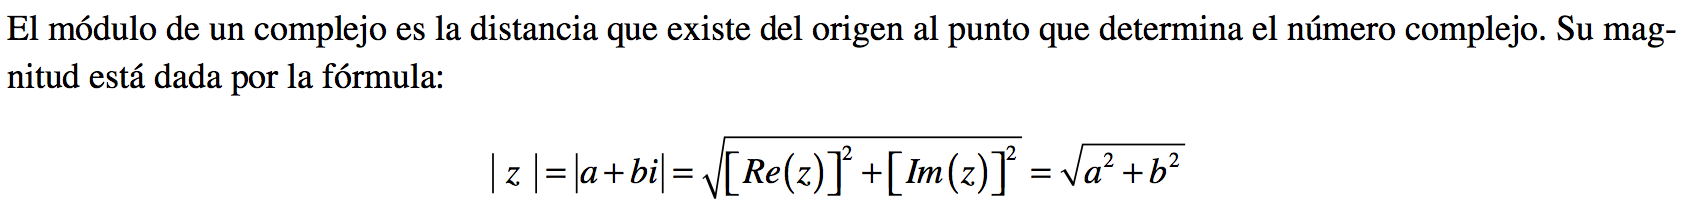 El módulo de un complejo es la distancia que existe del origen al punto que determina el número complejo. Su mag-
nitud está dada por la fórmula:
| z |=|a+bi|= √([Re(z)]² +[Im(z)]²) = √(a² +b²)